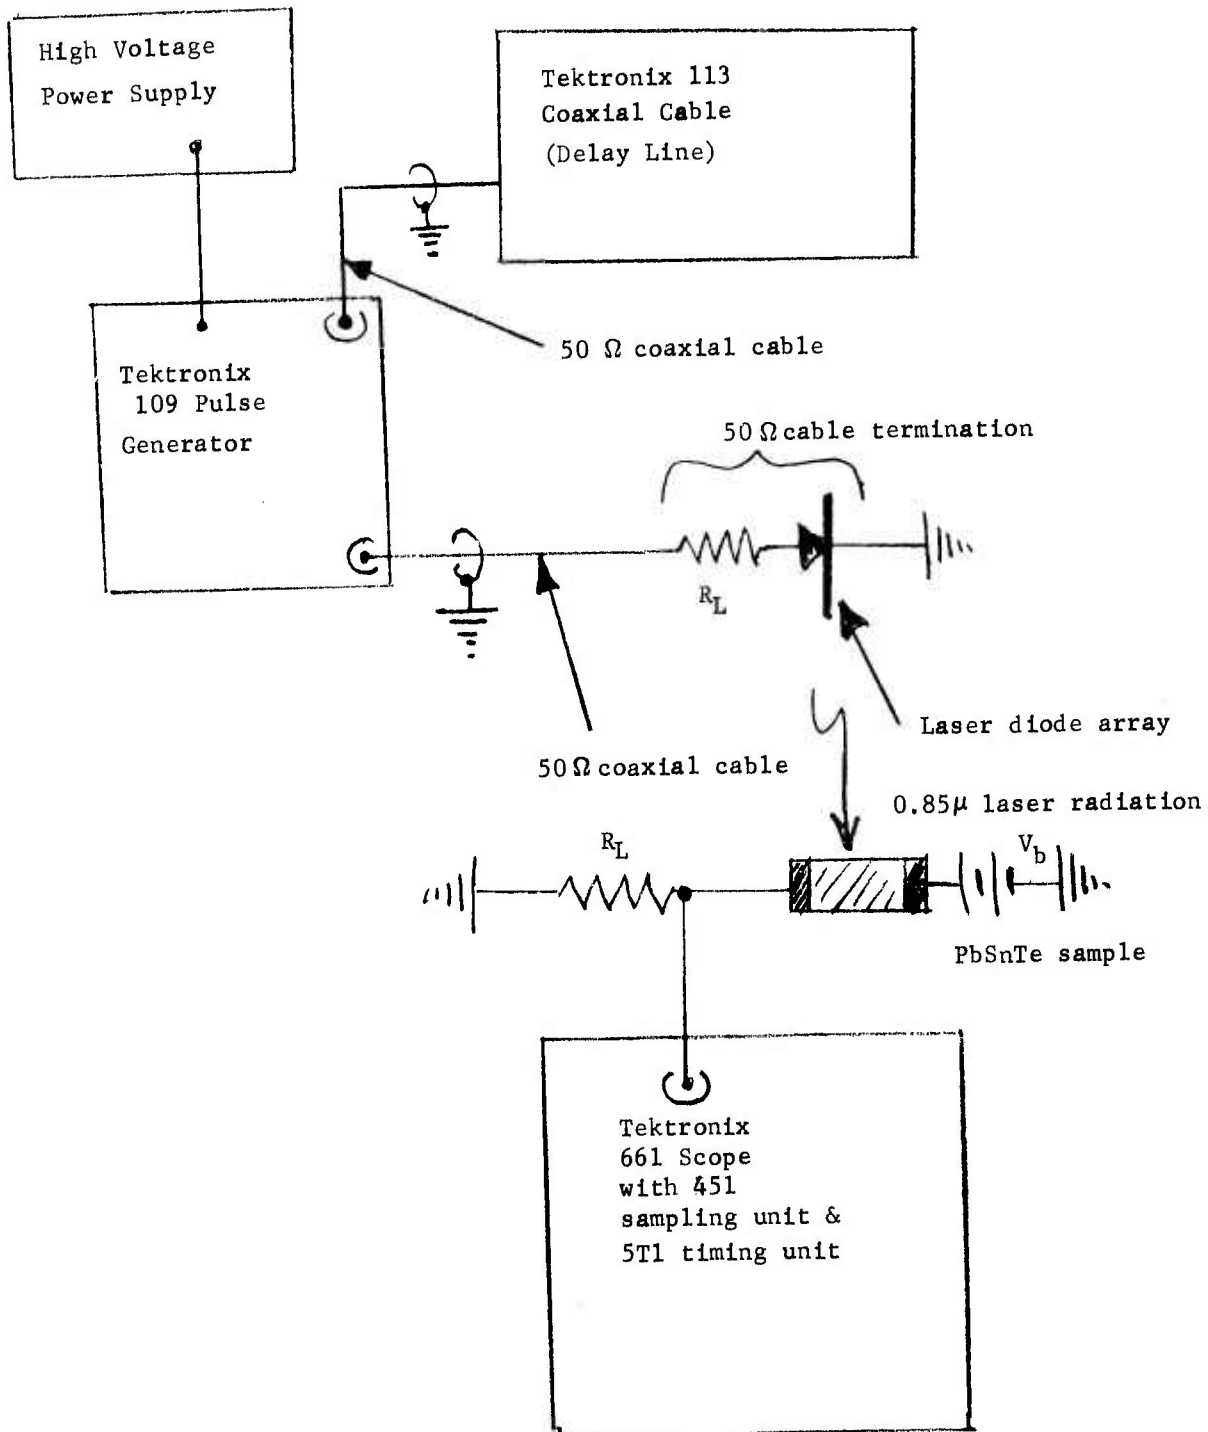 High Voltage
Power Supply
Tektronix 113
Coaxial Cable
(Delay Line)
50 Ω coaxial cable
Tektronix
109 Pulse
Generator
50 Ω cable termination
R_L
Laser diode array
50 Ω coaxial cable
0.85μ laser radiation
R_L
V_b
PbSnTe sample
Tektronix
661 Scope
with 451
sampling unit &
5T1 timing unit